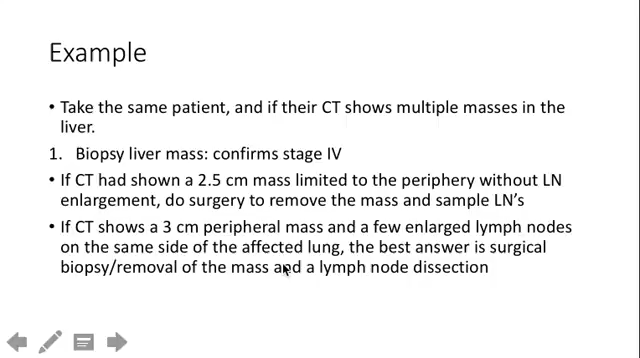 Example
• Take the same patient, and if their CT shows multiple masses in the
liver.
1. Biopsy liver mass: confirms stage IV
• If CT had shown a 2.5 cm mass limited to the periphery without LN
enlargement, do surgery to remove the mass and sample LN’s
• If CT shows a 3 cm peripheral mass and a few enlarged lymph nodes
on the same side of the affected lung, the best answer is surgical
biopsy/removal of the mass and a lymph node dissection